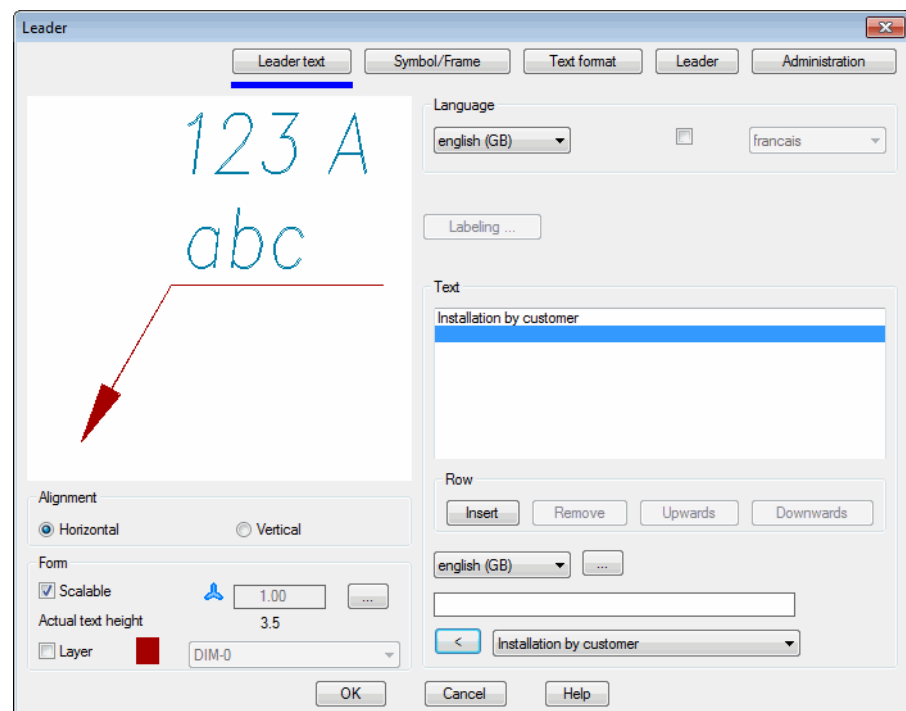 Leader
Leader text
Symbol/Frame
Text format
Leader
Administration
123 A
abc
Language
english (GB)
francais
Labeling ...
Text
Installation by customer
Row
Insert
Remove
Upwards
Downwards
english (GB)
...
<
Installation by customer
Alignment
Horizontal
Vertical
Form
Scalable
1.00
...
Actual text height
3.5
Layer
DIM-0
OK
Cancel
Help